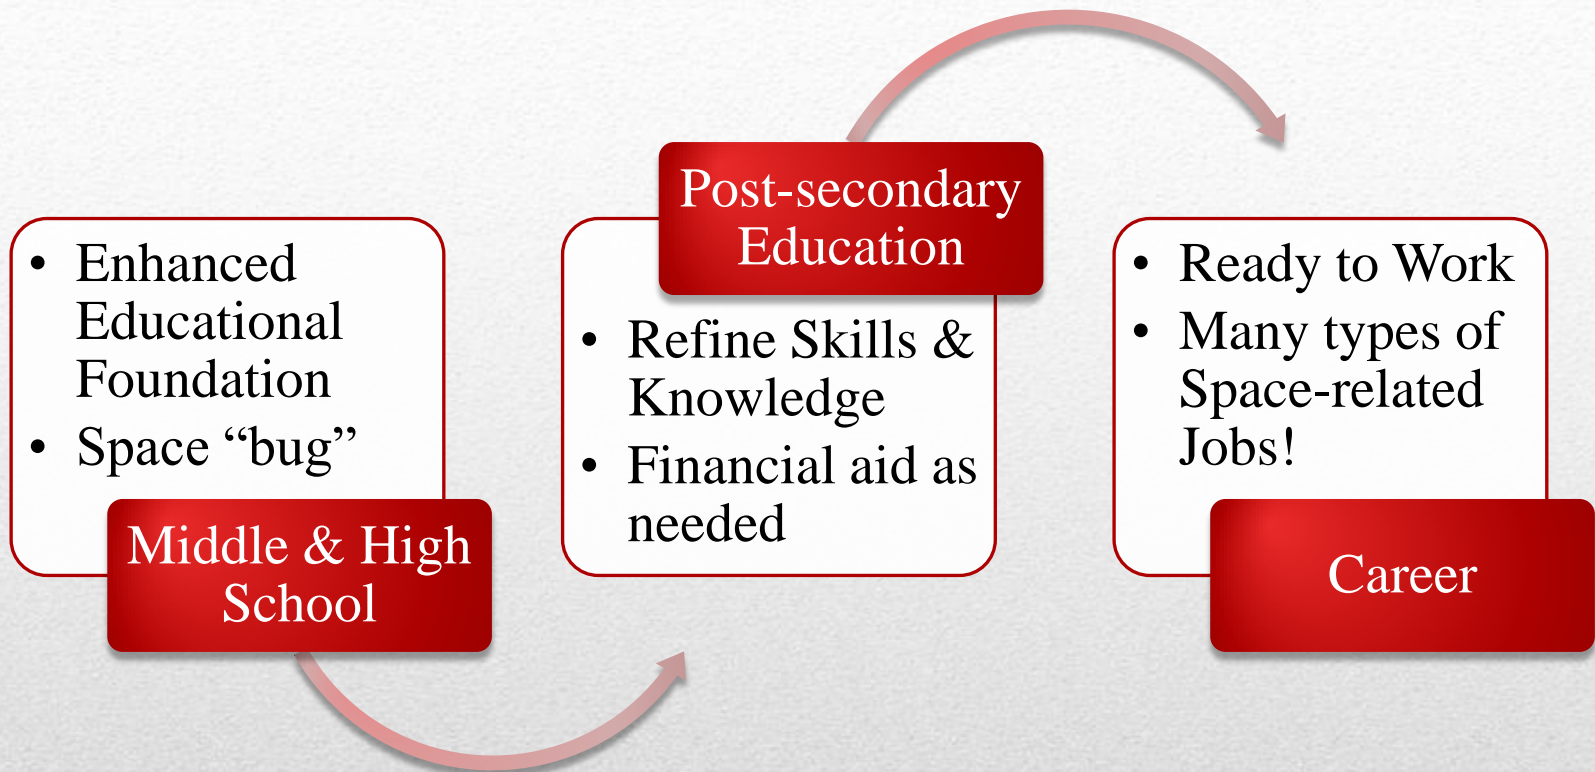 • Enhanced
Educational
Foundation
• Space “bug”
Middle & High
School
Post-secondary
Education
• Refine Skills &
Knowledge
• Financial aid as
needed
• Ready to Work
• Many types of
Space-related
Jobs!
Career